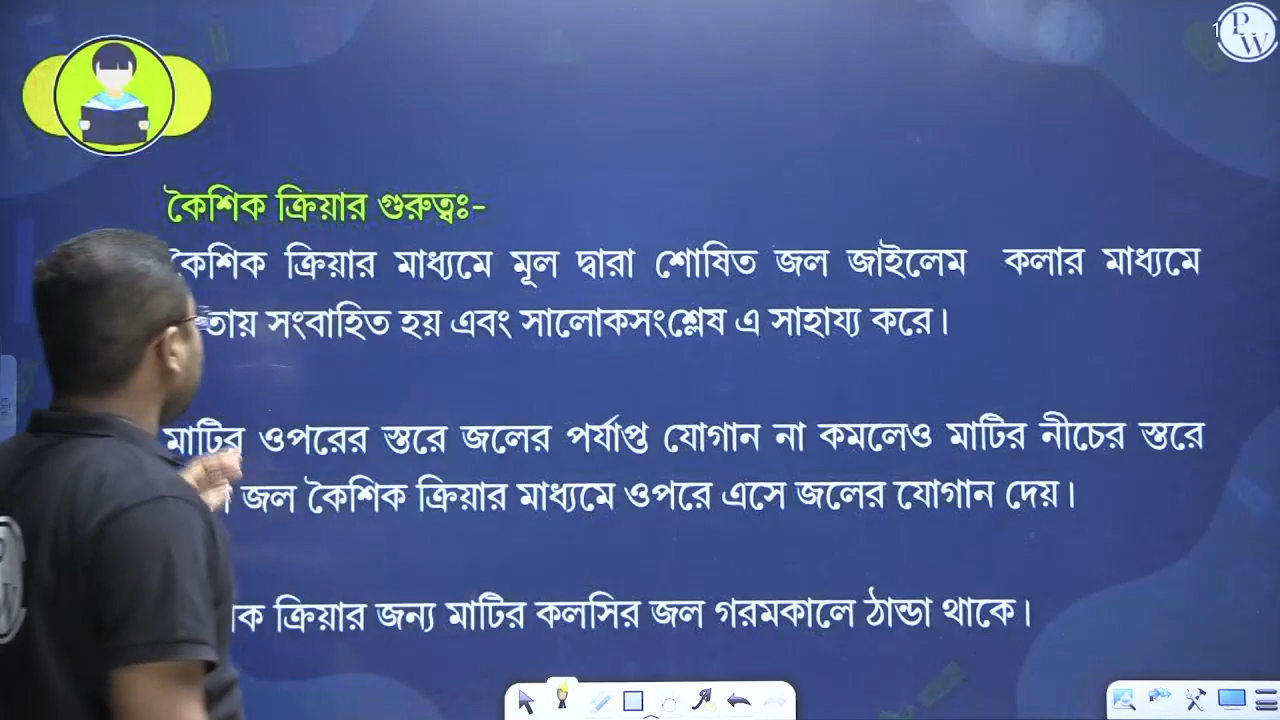 PW
কৈশিক ক্রিয়ার গুরুত্বঃ-
কৈশিক ক্রিয়ার মাধ্যমে মূল দ্বারা শোষিত জল জাইলেম কলার মাধ্যমে
সংবাহিত হয় এবং সালোকসংশ্লেষ এ সাহায্য করে।
মাটির ওপরের স্তরে জলের পর্যাপ্ত যোগান না কমলেও মাটির নীচের স্তরে
জল কৈশিক ক্রিয়ার মাধ্যমে ওপরে এসে জলের যোগান দেয়।
ক্রিয়ার জন্য মাটির কলসির জল গরমকালে ঠান্ডা থাকে।